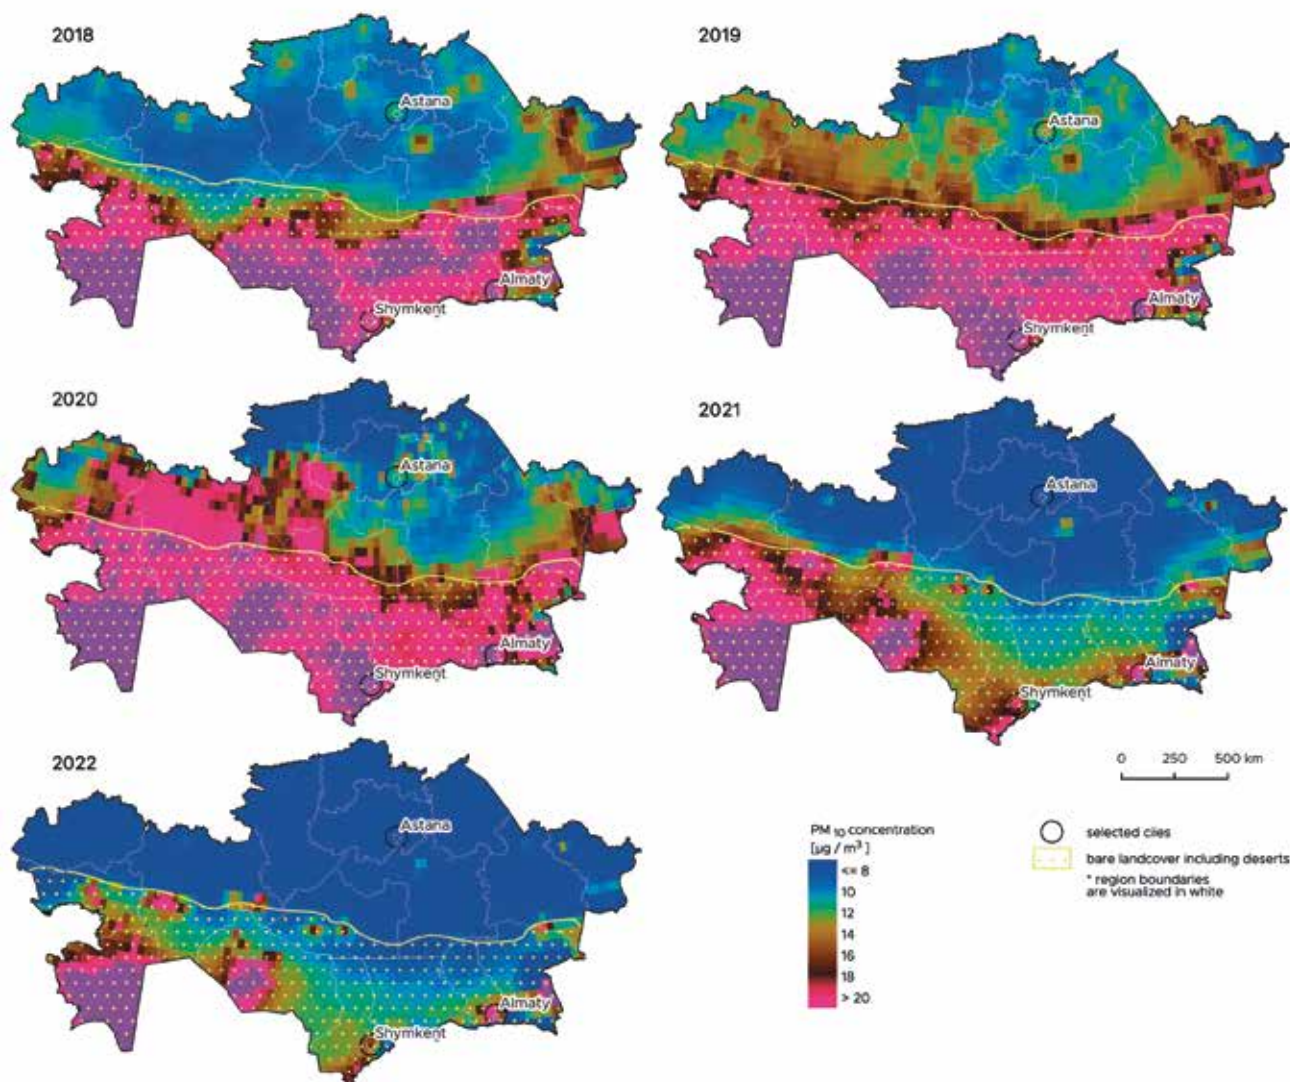 2018
Astana
Almaty
Shymkent
2019
Astana
Almaty
Shymkent
2020
Astana
Almaty
Shymkent
2021
Astana
Almaty
Shymkent
0 250 500 km
2022
Astana
Almaty
Shymkent
PM 10 concentration
[µg / m³ ]
<= 8
10
12
14
16
18
> 20
selected ciies
bare landcover including deserts
* region boundaries
are visualized in white